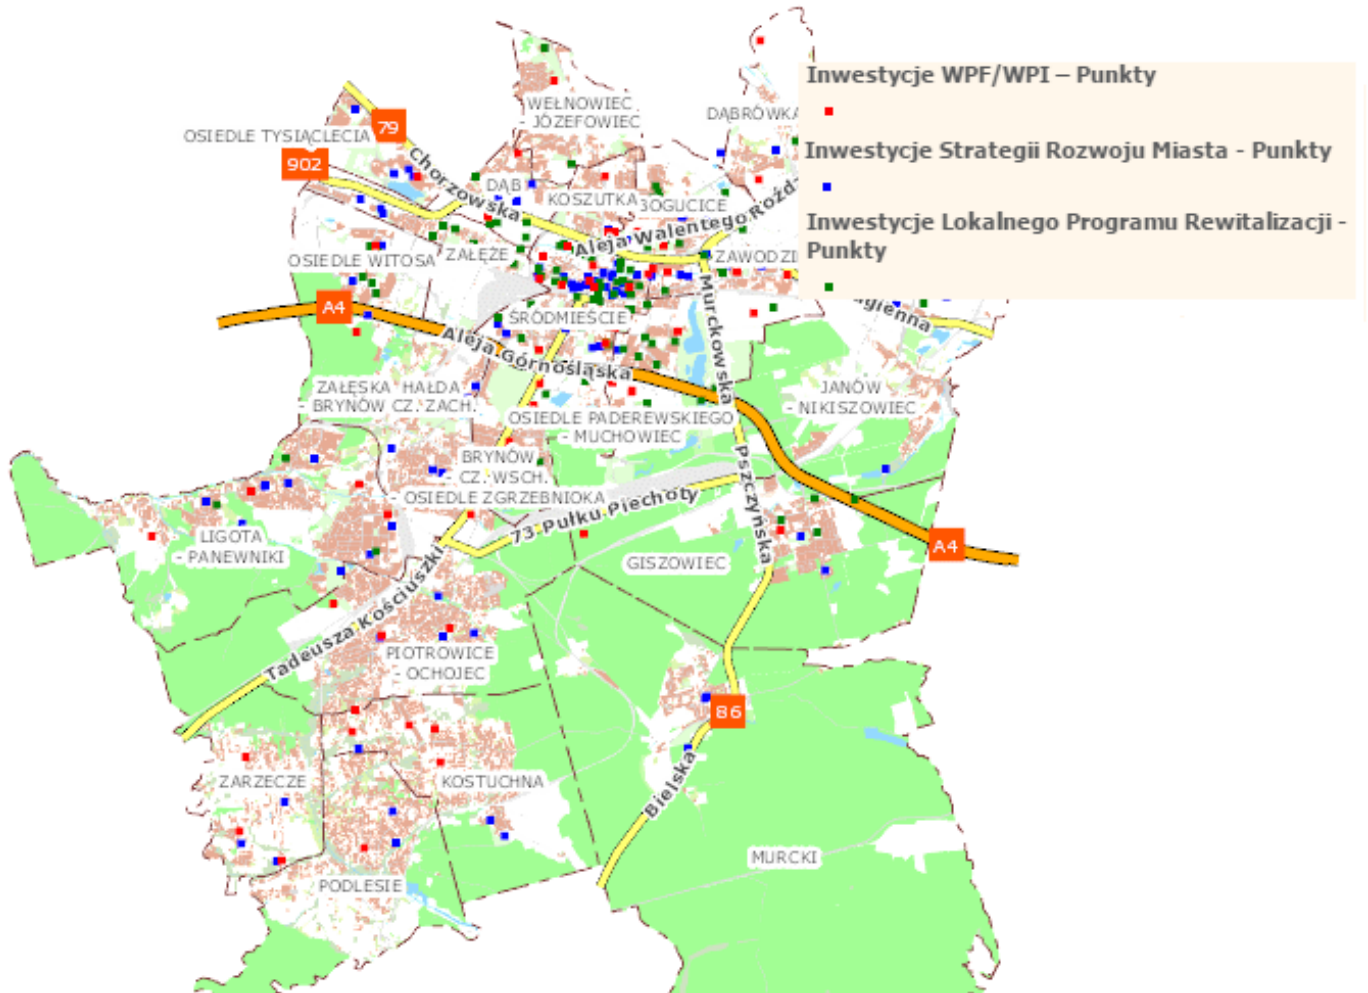 Inwestycje WPF/WPI – Punkty
Inwestycje Strategii Rozwoju Miasta - Punkty
Inwestycje Lokalnego Programu Rewitalizacji -
Punkty
WEŁNOWIEC
- JÓZEFOWIEC
DĄBRÓWKA
OSIEDLE TYSIĄCLECIA
79
902
Chorzowska
DĄB
KOSZUTKA
BOGUCICE
Aleja Walentego Roźdz
ZAŁĘŻE
OSIEDLE WITOSA
ZAWODZI
A4
Murckowska
agienna
ŚRÓDMIEŚCIE
Aleja Górnośląska
ZAŁĘSKA HAŁDA
- BRYNÓW CZ. ZACH.
JANÓW
- NIKISZOWIEC
OSIEDLE PADEREWSKIEGO
- MUCHOWIEC
BRYNÓW
CZ. WSCH.
- OSIEDLE ZGRZEBNIOKA
73 Pułku Piechoty
Pszczyńska
LIGOTA
- PANEWNIKI
GISZOWIEC
A4
Tadeusza Kościuszki
PIOTROWICE
- OCHOJEC
86
Bielska
ZARZECZE
KOSTUCHNA
MURCKI
PODLESIE